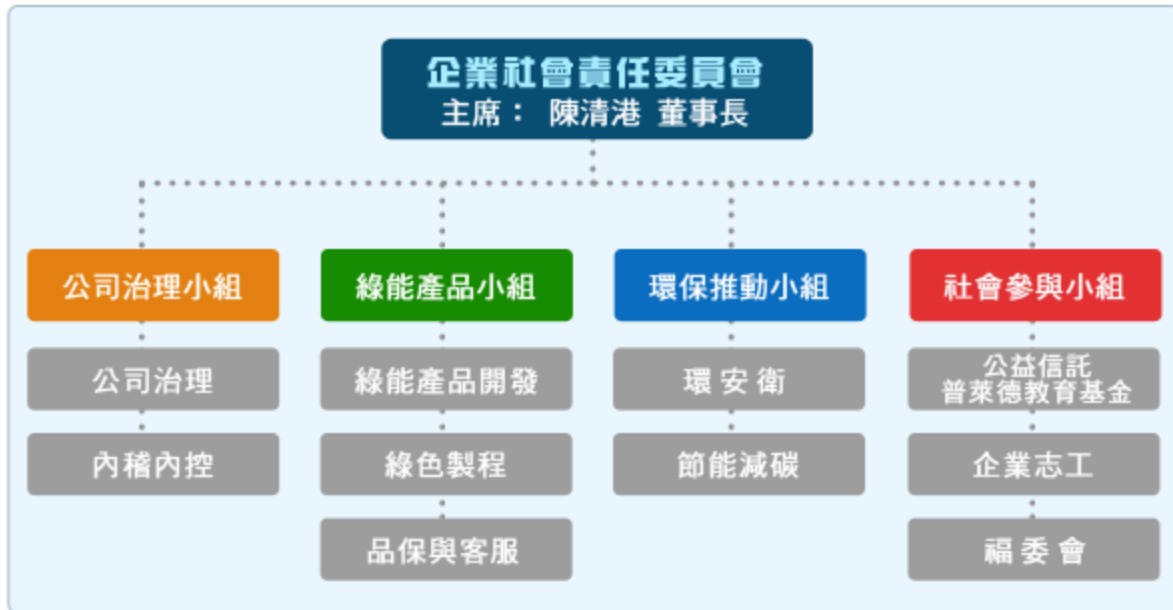 企業社會責任委員會
主席： 陳清港 董事長
公司治理小組
公司治理
內稽內控
綠能產品小組
綠能產品開發
綠色製程
品保與客服
環保推動小組
環安衛
節能減碳
社會參與小組
公益信託
普萊德教育基金
企業志工
福委會